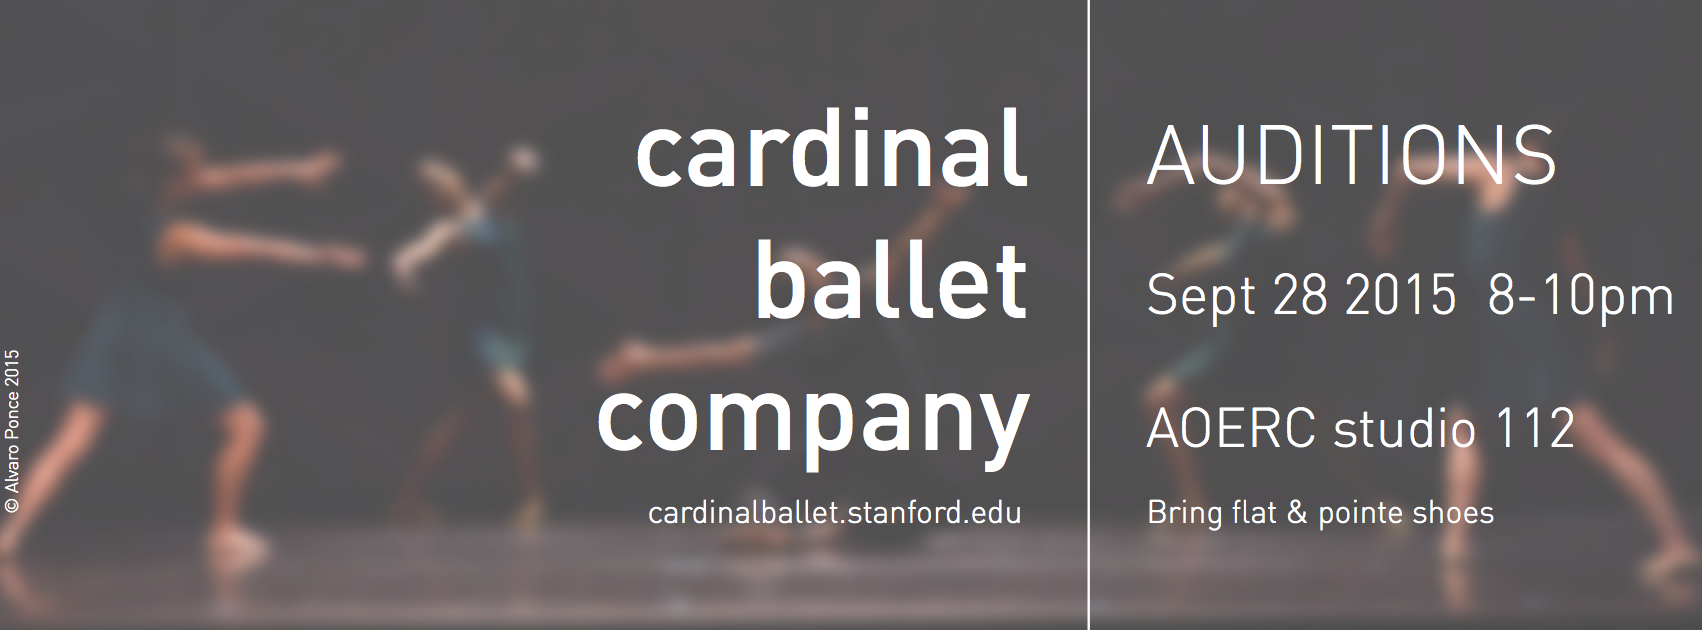 cardinal
ballet
company
cardinalballet.stanford.edu
AUDITIONS
Sept 28 2015 8-10pm
AOERC studio 112
Bring flat & pointe shoes
© Alvaro Ponce 2015